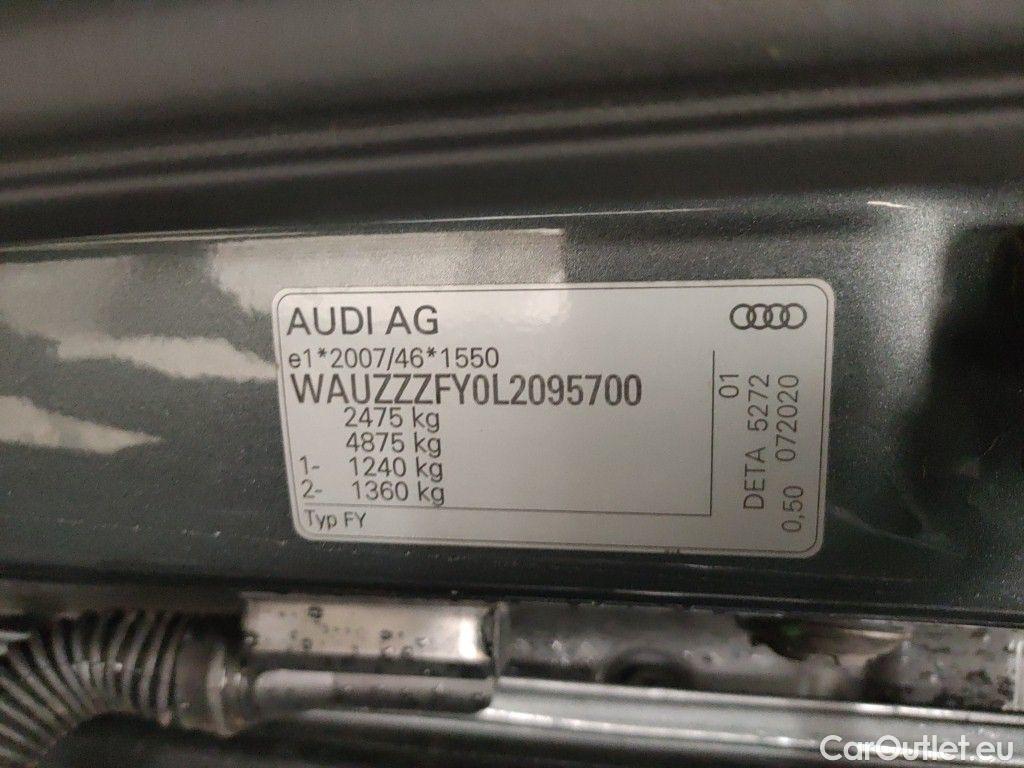 AUDI AG
e1*2007/46*1550
WAUZZZFY0L2095700
2475 kg
4875 kg
1- 1240 kg
2- 1360 kg
Typ FY
01
DETA 5272
0,50 072020
CarOutlet.eu